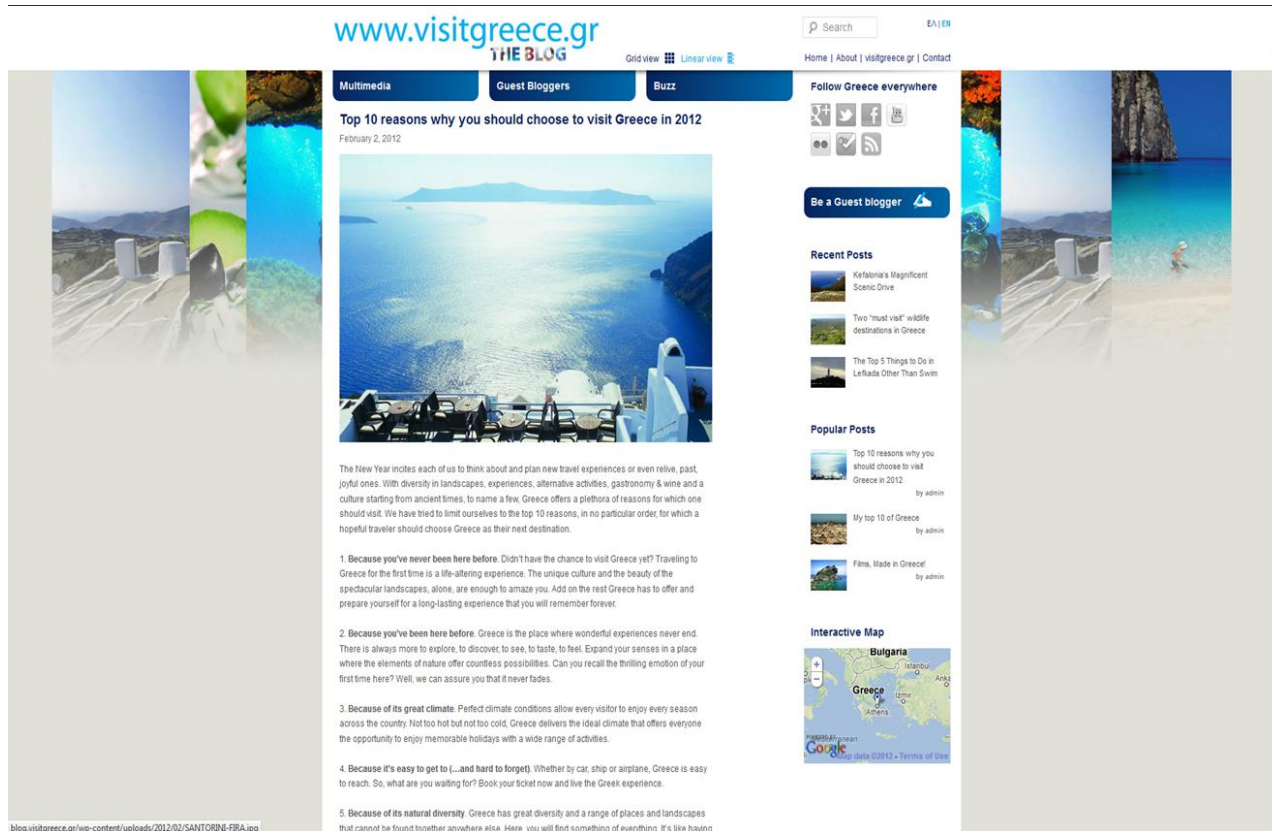 www.visitgreece.gr
THE BLOG
Grid view
Linear view
Search
ΕΛ | EN
Home | About | visitgreece.gr | Contact
Multimedia
Guest Bloggers
Buzz
Top 10 reasons why you should choose to visit Greece in 2012
February 2, 2012
The New Year incites each of us to think about and plan new travel experiences or even relive, past,
joyful ones. With diversity in landscapes, experiences, alternative activities, gastronomy & wine and a
culture starting from ancient times, to name a few, Greece offers a plethora of reasons for which one
should visit. We have tried to limit ourselves to the top 10 reasons, in no particular order, for which a
hopeful traveler should choose Greece as their next destination.
1. Because you've never been here before. Didn't have the chance to visit Greece yet? Traveling to
Greece for the first time is a life-altering experience. The unique culture and the beauty of the
spectacular landscapes, alone, are enough to amaze you. Add on the rest Greece has to offer and
prepare yourself for a long-lasting experience that you will remember forever.
2. Because you've been here before. Greece is the place where wonderful experiences never end.
There is always more to explore, to discover, to see, to taste, to feel. Expand your senses in a place
where the elements of nature offer countless possibilities. Can you recall the thrilling emotion of your
first time here? Well, we can assure you that it never fades.
3. Because of its great climate. Perfect climate conditions allow every visitor to enjoy every season
across the country. Not too hot but not too cold, Greece delivers the ideal climate that offers everyone
the opportunity to enjoy memorable holidays with a wide range of activities.
4. Because it's easy to get to (…and hard to forget). Whether by car, ship or airplane, Greece is easy
to reach. So, what are you waiting for? Book your ticket now and live the Greek experience.
5. Because of its natural diversity. Greece has great diversity and a range of places and landscapes
that cannot be found together anywhere else. Here, you will find something of everything. It's like having
Follow Greece everywhere
You
Be a Guest blogger
Recent Posts
Kefalonia's Magnificent
Scenic Drive
Two "must visit" wildlife
destinations in Greece
The Top 5 Things to Do in
Lefkada Other Than Swim
Popular Posts
Top 10 reasons why you
should choose to visit
Greece in 2012
by admin
My top 10 of Greece
by admin
Films, Made in Greece!
by admin
Interactive Map
Bulgaria
Istanbul
Anka
Greece
Izmir
Athens
Google
Map data ©2012 - Terms of Use
blog.visitgreece.gr/wp-content/uploads/2012/02/SANTORINI-FIRA.jpg